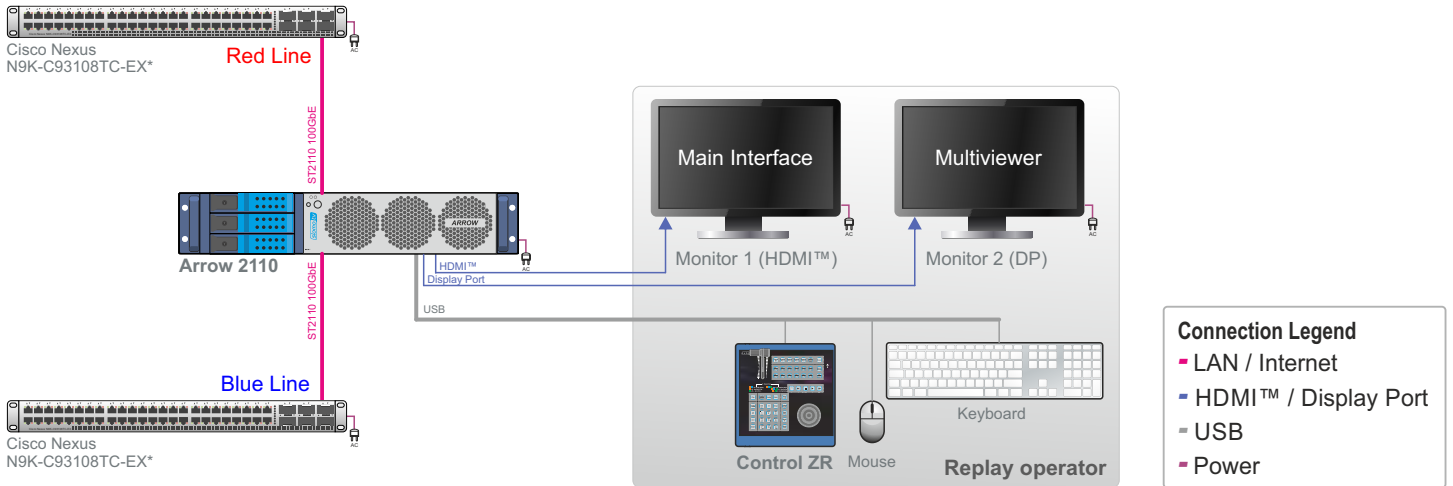 Cisco Nexus
N9K-C93108TC-EX*
AC
Red Line
ST2110 100GbE
ARROW
Arrow 2110
AC
HDMI™
Display Port
USB
ST2110 100GbE
Blue Line
Cisco Nexus
N9K-C93108TC-EX*
AC
Main Interface
AC
Monitor 1 (HDMI™)
Multiviewer
AC
Monitor 2 (DP)
Control ZR
Mouse
Keyboard
Replay operator
Connection Legend
LAN / Internet
HDMI™ / Display Port
USB
Power